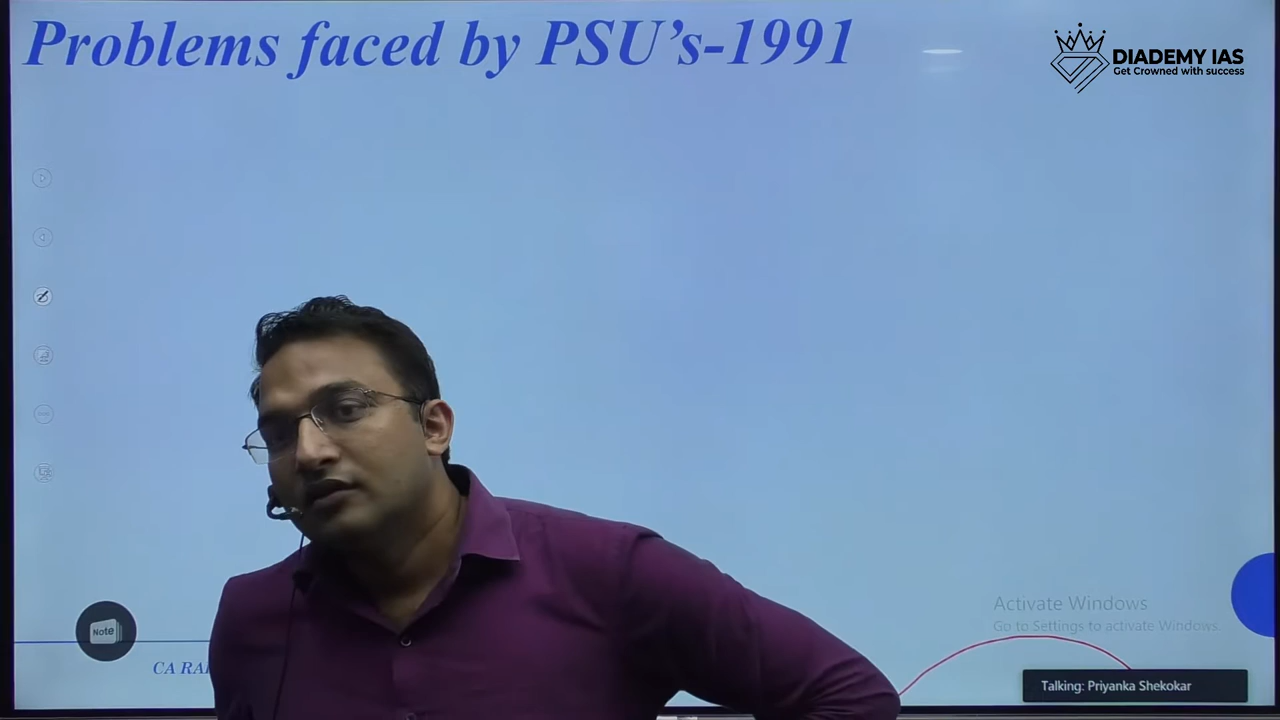 Problems faced by PSU's-1991
DIADEMY IAS
Get Crowned with success
Activate Windows
Go to Settings to activate Windows.
Note
CA
Talking: Priyanka Shekokar